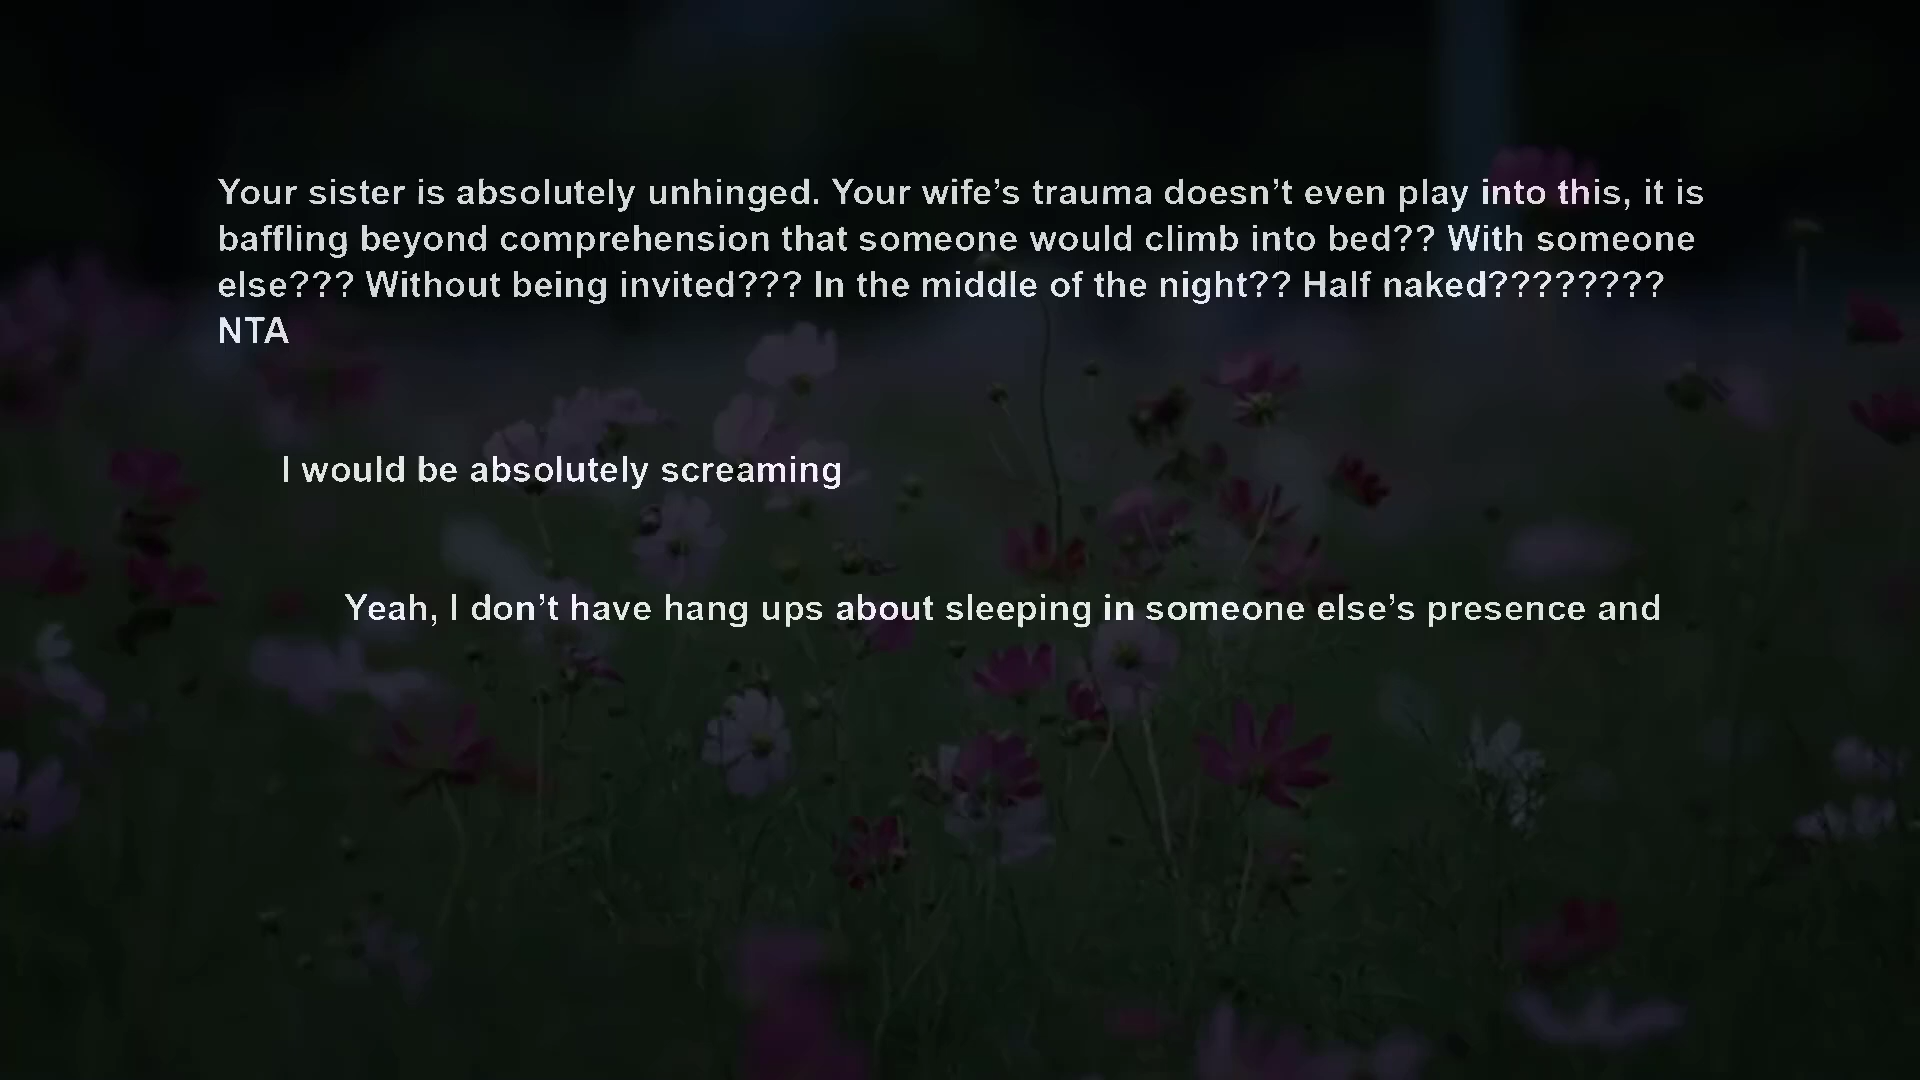 Your sister is absolutely unhinged. Your wife’s trauma doesn’t even play into this, it is
baffling beyond comprehension that someone would climb into bed?? With someone
else??? Without being invited??? In the middle of the night?? Half naked????????
NTA
I would be absolutely screaming
Yeah, I don’t have hang ups about sleeping in someone else’s presence and